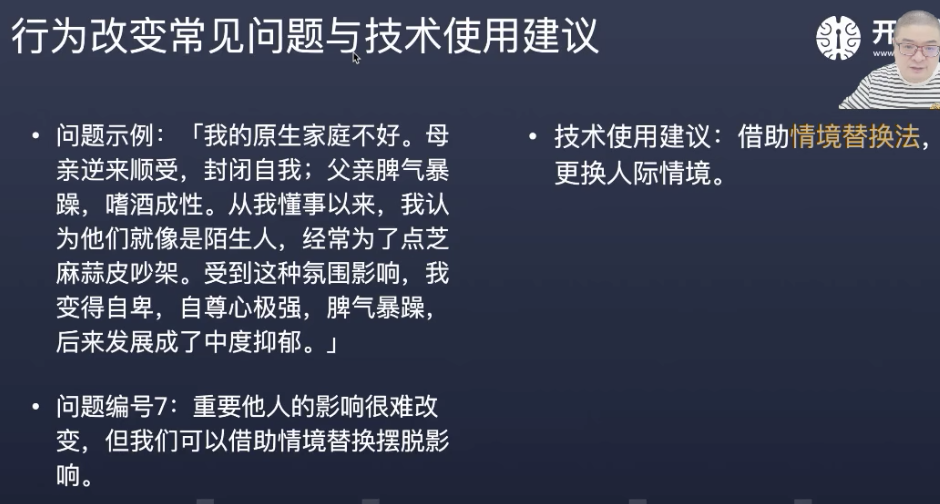 行为改变常见问题与技术使用建议
开
www.
• 问题示例：「我的原生家庭不好。母
亲逆来顺受，封闭自我；父亲脾气暴
躁，嗜酒成性。从我懂事以来，我认
为他们就像是陌生人，经常为了点芝
麻蒜皮吵架。受到这种氛围影响，我
变得自卑，自尊心极强，脾气暴躁，
后来发展成了中度抑郁。」
• 问题编号7：重要他人的影响很难改
变，但我们可以借助情境替换摆脱影
响。
• 技术使用建议：借助情境替换法，
更换人际情境。